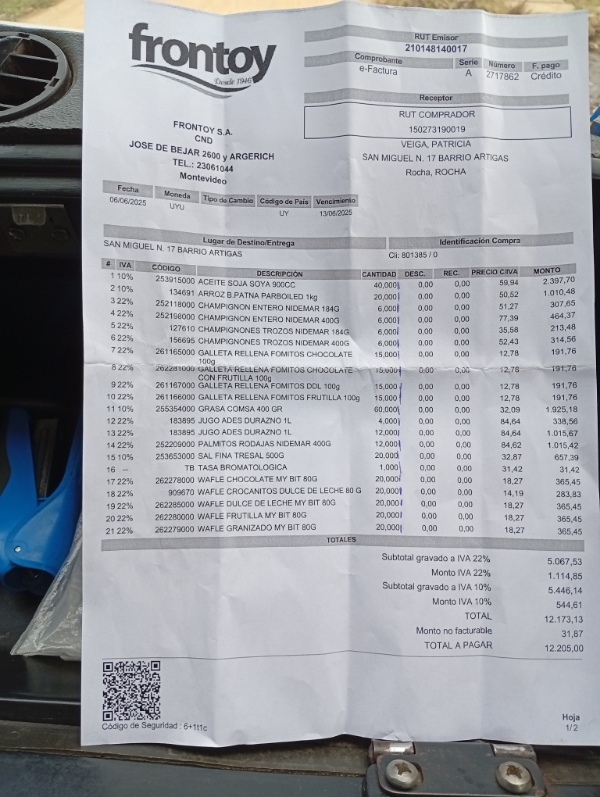 frontoy
Desde 1946
RUT Emisor
210148140017
Comprobante Serie Número F. pago
e-Factura A 2717862 Crédito
Receptor
RUT COMPRADOR
150273190019
VEIGA, PATRICIA
SAN MIGUEL N. 17 BARRIO ARTIGAS
Rocha, ROCHA
FRONTOY S.A.
CND
JOSE DE BEJAR 2600 y ARGERICH
TEL.: 23061044
Montevideo
Fecha Moneda Tipo de Cambio Código de País Vencimiento
06/06/2025 UYU UY 13/06/2025
Lugar de Destino/Entrega Identificación Compra
SAN MIGUEL N. 17 BARRIO ARTIGAS Cli: 801385 / 0
# IVA CÓDIGO DESCRIPCIÓN CANTIDAD DESC. REC. PRECIO C/IVA MONTO
1 10% 253915000 ACEITE SOJA SOYA 900CC 40,000 0,00 0,00 59,94 2.397,70
2 10% 134691 ARROZ B.PATNA PARBOILED 1kg 20,000 0,00 0,00 50,52 1.010,48
3 22% 252118000 CHAMPIGNON ENTERO NIDEMAR 184G 6,000 0,00 0,00 51,27 307,65
4 22% 252198000 CHAMPIGNON ENTERO NIDEMAR 400G 6,000 0,00 0,00 77,39 464,37
5 22% 127610 CHAMPIGNONES TROZOS NIDEMAR 184G 6,000 0,00 0,00 35,58 213,48
6 22% 156695 CHAMPIGNONES TROZOS NIDEMAR 400G 6,000 0,00 0,00 52,43 314,56
7 22% 261165000 GALLETA RELLENA FOMITOS CHOCOLATE 15,000 0,00 0,00 12,78 191,76
100g
8 22% 262281000 GALLETA RELLENA FOMITOS CHOCOLATE 15,000 0,00 0,00 12,78 191,76
CON FRUTILLA 100g
9 22% 261167000 GALLETA RELLENA FOMITOS DDL 100g 15,000 0,00 0,00 12,78 191,76
10 22% 261166000 GALLETA RELLENA FOMITOS FRUTILLA 100g 15,000 0,00 0,00 12,78 191,76
11 10% 255354000 GRASA COMSA 400 GR 60,000 0,00 0,00 32,09 1.925,18
12 22% 183895 JUGO ADES DURAZNO 1L 4,000 0,00 0,00 84,64 338,56
13 22% 183895 JUGO ADES DURAZNO 1L 12,000 0,00 0,00 84,64 1.015,67
14 22% 252209000 PALMITOS RODAJAS NIDEMAR 400G 12,000 0,00 0,00 84,62 1.015,42
15 10% 253653000 SAL FINA TRESAL 500G 20,000 0,00 0,00 32,87 657,39
16 -- TB TASA BROMATOLOGICA 1,000 0,00 0,00 31,42 31,42
17 22% 262278000 WAFLE CHOCOLATE MY BIT 80G 20,000 0,00 0,00 18,27 365,45
18 22% 909670 WAFLE CROCANITOS DULCE DE LECHE 80 G 20,000 0,00 0,00 14,19 283,83
19 22% 262285000 WAFLE DULCE DE LECHE MY BIT 80G 20,000 0,00 0,00 18,27 365,45
20 22% 262280000 WAFLE FRUTILLA MY BIT 80G 20,000 0,00 0,00 18,27 365,45
21 22% 262279000 WAFLE GRANIZADO MY BIT 80G 20,000 0,00 0,00 18,27 365,45
TOTALES
Subtotal gravado a IVA 22% 5.067,53
Monto IVA 22% 1.114,85
Subtotal gravado a IVA 10% 5.446,14
Monto IVA 10% 544,61
TOTAL 12.173,13
Monto no facturable 31,87
TOTAL A PAGAR 12.205,00
Código de Seguridad : 6+1t1c
Hoja
1/2